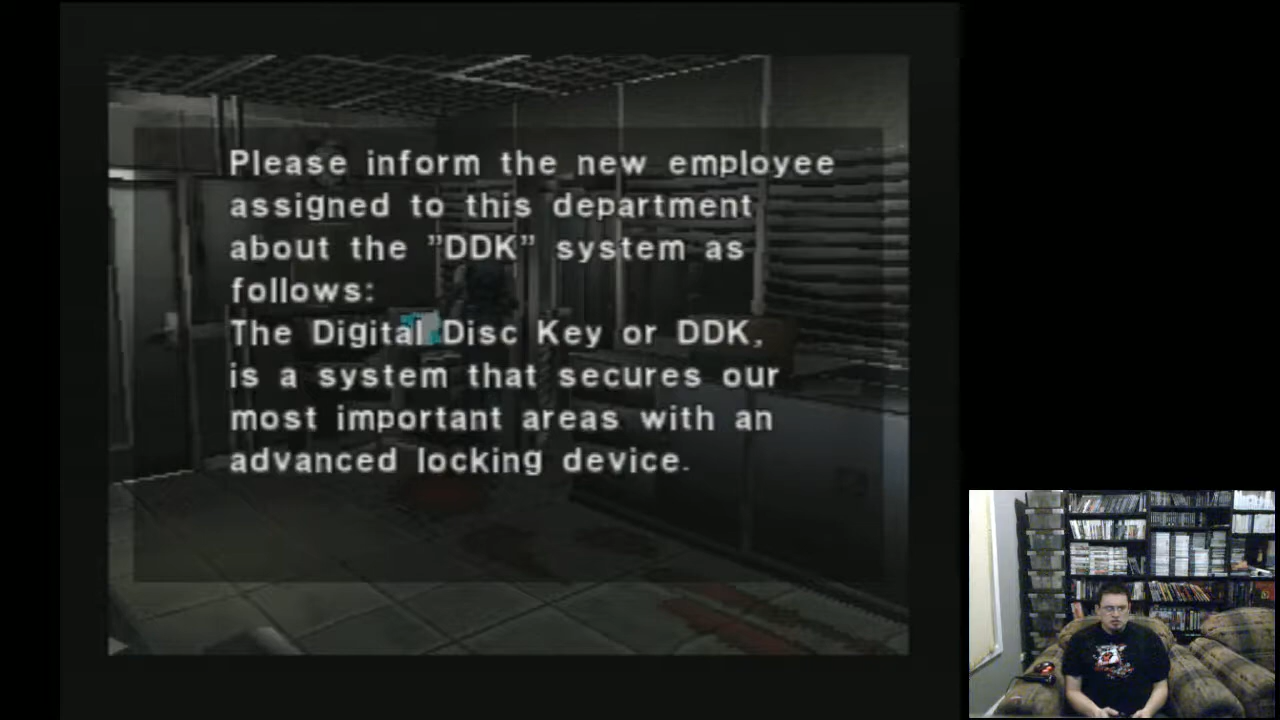 Please inform the new employee
assigned to this department
about the "DDK" system as
follows:
The Digital Disc Key or DDK,
is a system that secures our
most important areas with an
advanced locking device.